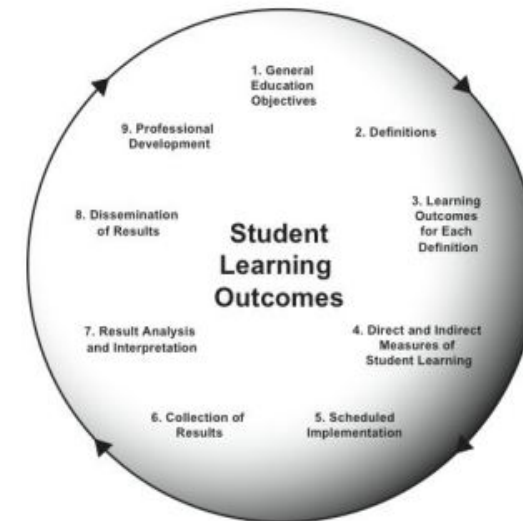 1. General
Education
Objectives
2. Definitions
3. Learning
Outcomes
for Each
Definition
4. Direct and Indirect
Measures of
Student Learning
5. Scheduled
Implementation
6. Collection of
Results
7. Result Analysis
and Interpretation
8. Dissemination
of Results
9. Professional
Development
Student
Learning
Outcomes